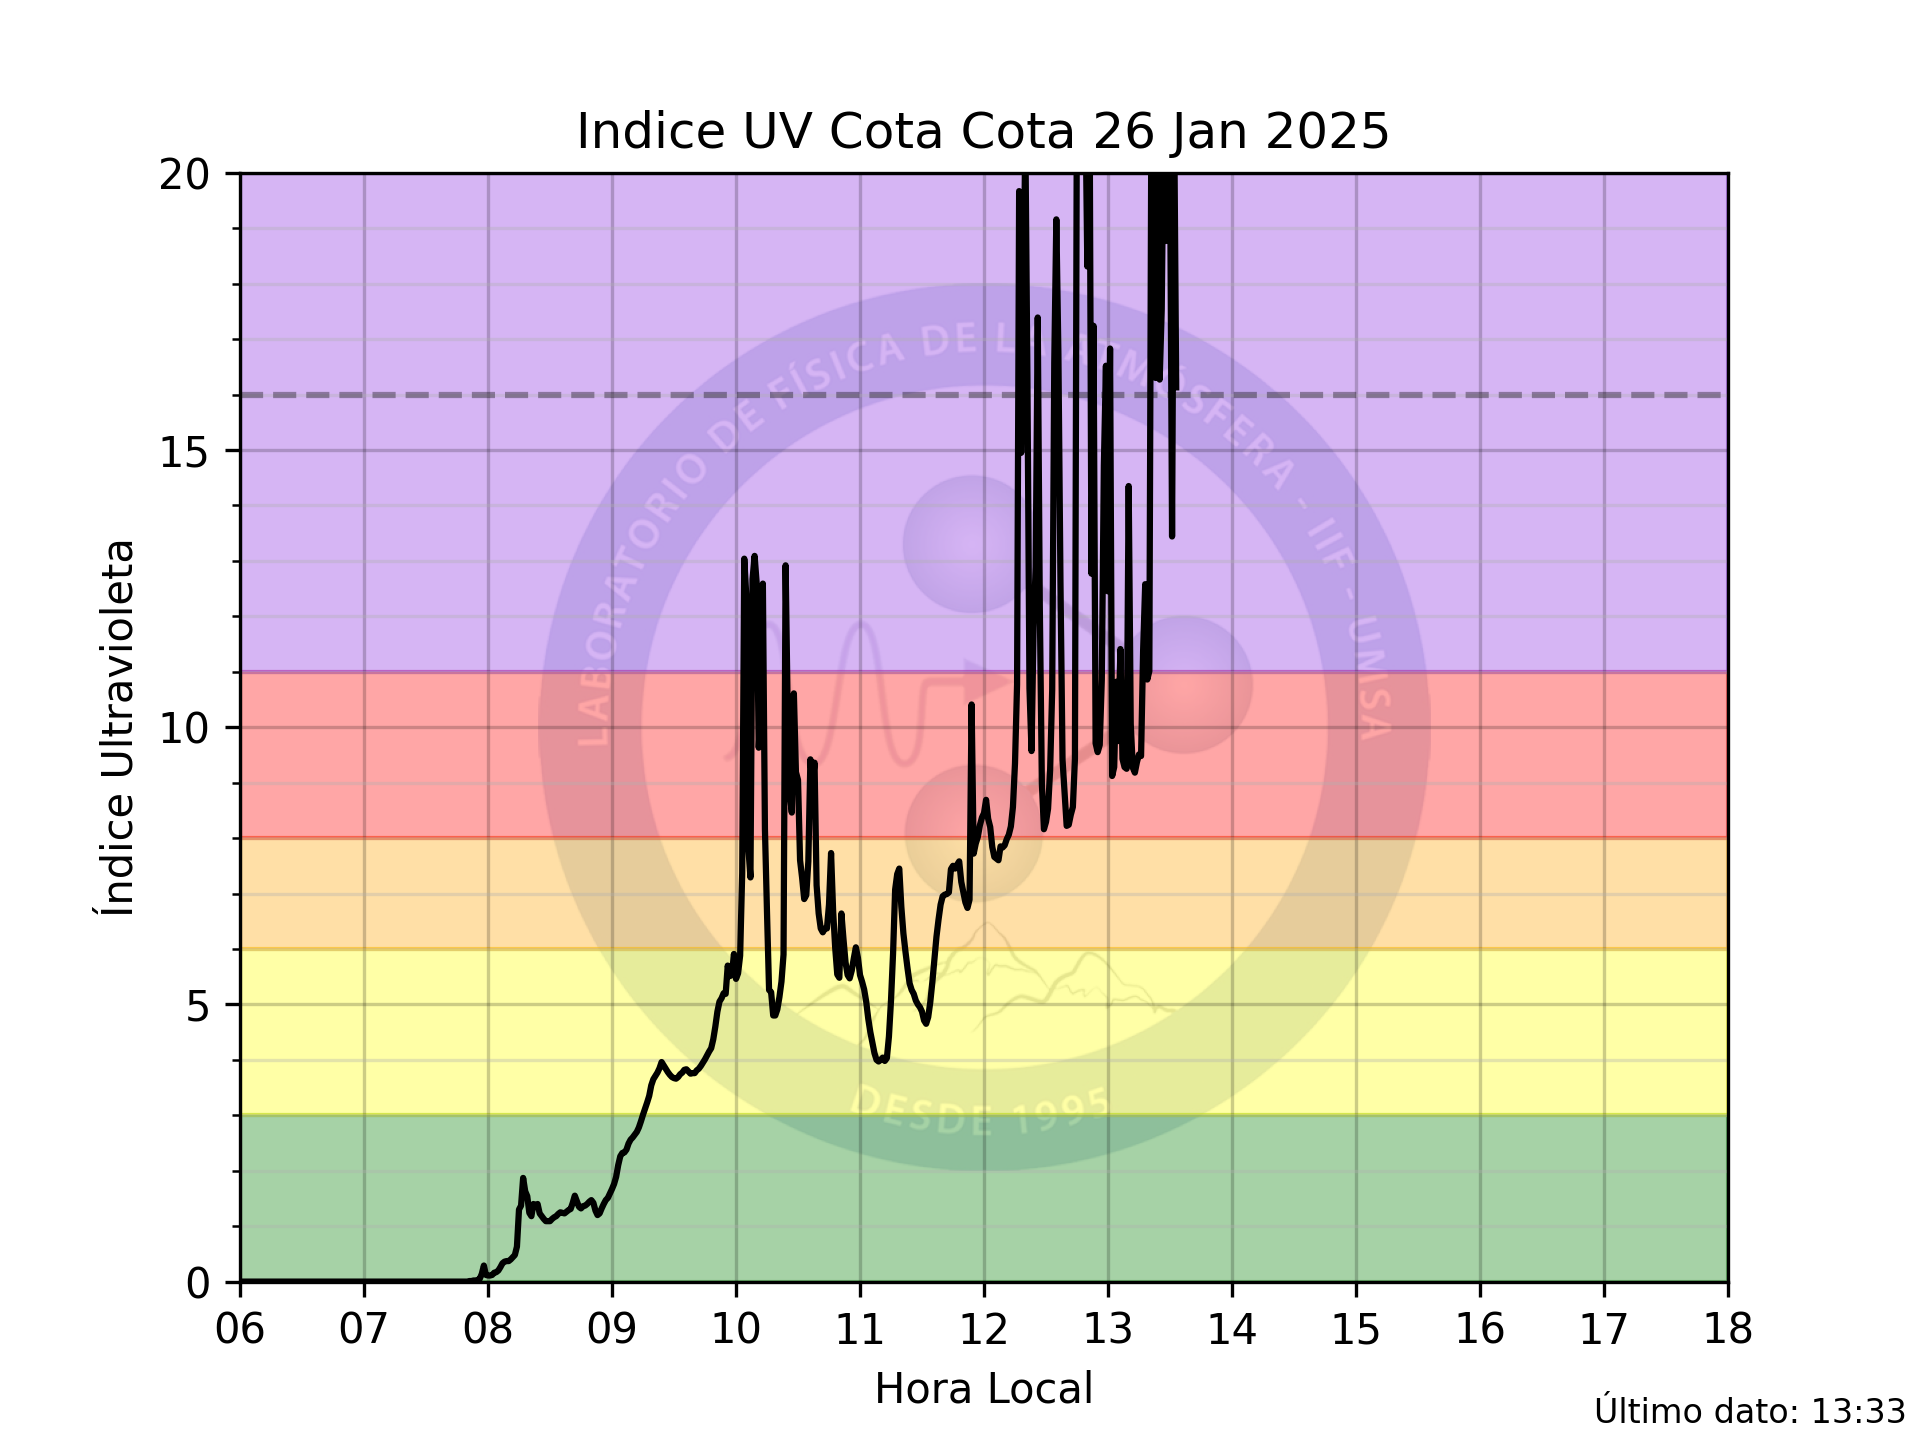 Indice UV Cota Cota 26 Jan 2025
20
15
10
5
0
Índice Ultravioleta
LABORATORIO DE FÍSICA DE LA ATMÓSFERA - IIF - UMSA
DESDE 1995
06 07 08 09 10 11 12 13 14 15 16 17 18
Hora Local
Último dato: 13:33